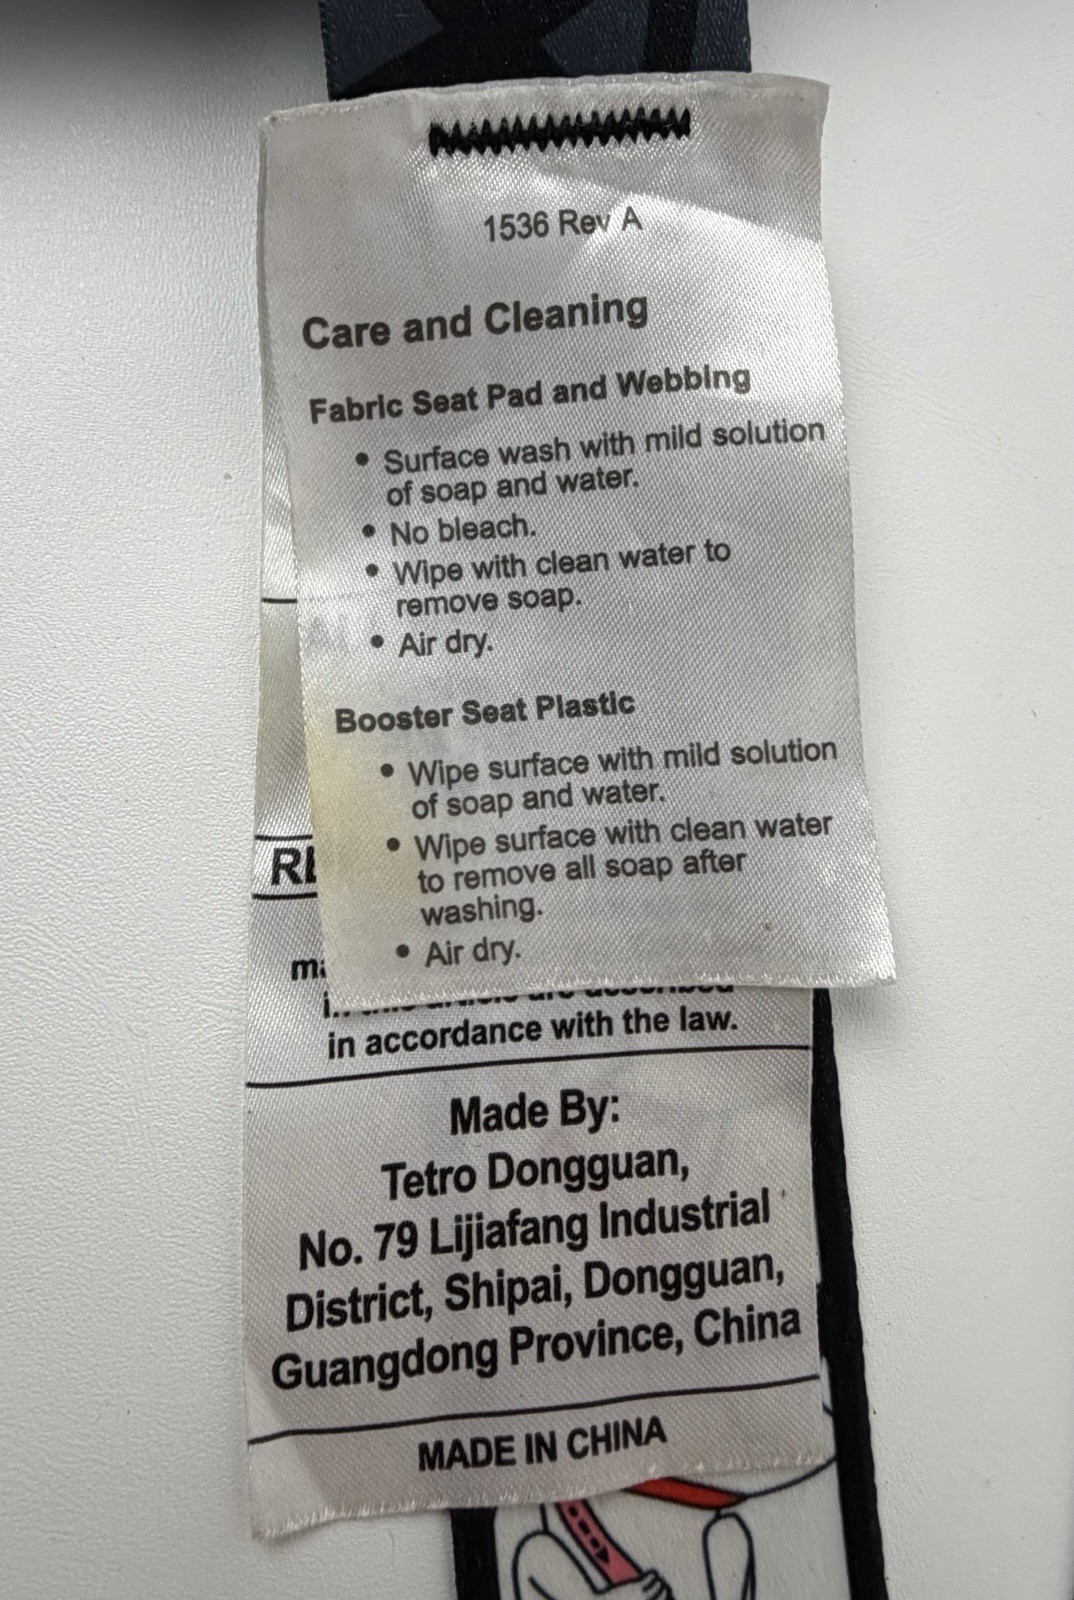 1536 Rev A
Care and Cleaning
Fabric Seat Pad and Webbing
• Surface wash with mild solution
of soap and water.
• No bleach.
• Wipe with clean water to
remove soap.
• Air dry.
Booster Seat Plastic
• Wipe surface with mild solution
of soap and water.
• Wipe surface with clean water
to remove all soap after
washing.
• Air dry.
in accordance with the law.
Made By:
Tetro Dongguan,
No. 79 Lijiafang Industrial
District, Shipai, Dongguan,
Guangdong Province, China
MADE IN CHINA